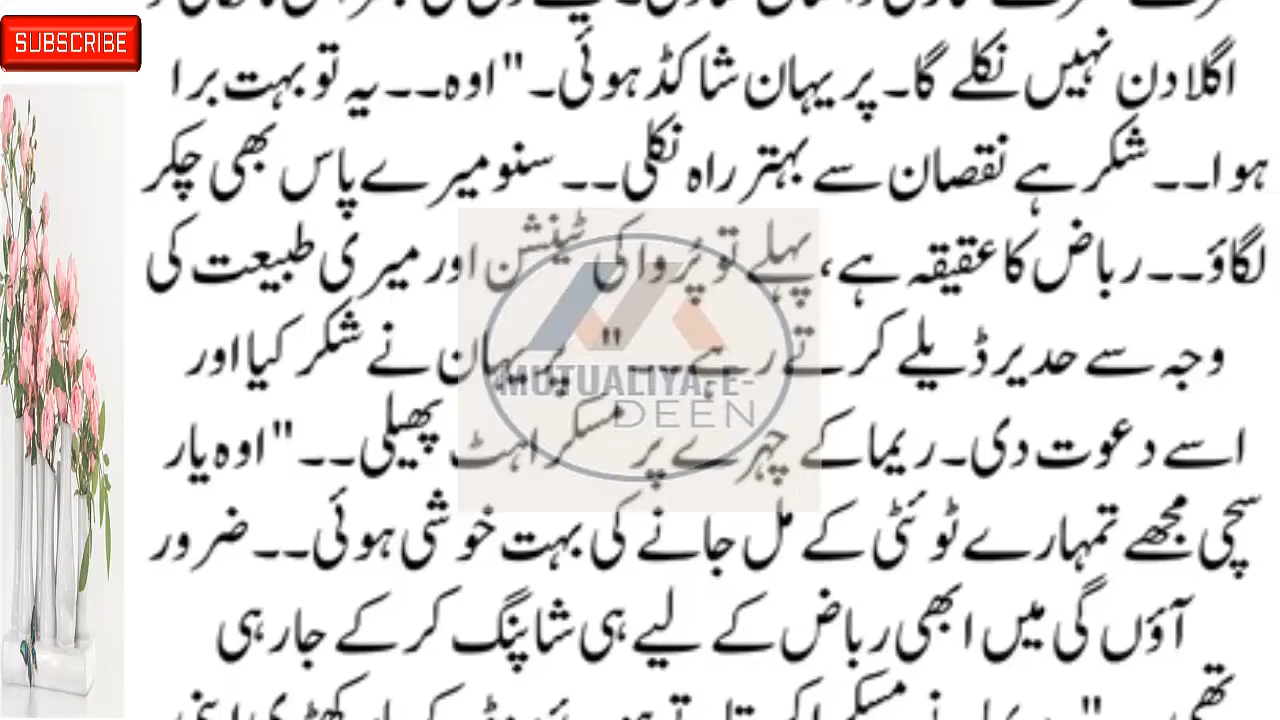 SUBSCRIBE
اگلا دن نہیں نکلے گا۔ پریہان شاکڈ ہوئی۔ "اوہ۔۔ یہ تو بہت برا
ہوا۔۔ شکر ہے نقصان سے بہتر راہ نکلی۔۔ سنو میرے پاس بھی چکر
لگاؤ۔۔ رباض کا عقیقہ ہے، پہلے تو پُروا کی ٹینشن اور میری طبیعت کی
وجہ سے حدیر ڈیلے کرتے رہے۔۔" پریہان نے شکر کیا اور
MUTUALIYA-E-
DEEN
اسے دعوت دی۔ ریما کے چہرے پر مسکراہٹ پھیلی۔۔ "اوہ یار
سچی مجھے تمہارے ٹوئٹی کے مل جانے کی بہت خوشی ہوئی۔۔ ضرور
آؤں گی میں ابھی رباض کے لیے ہی شاپنگ کر کے جا رہی